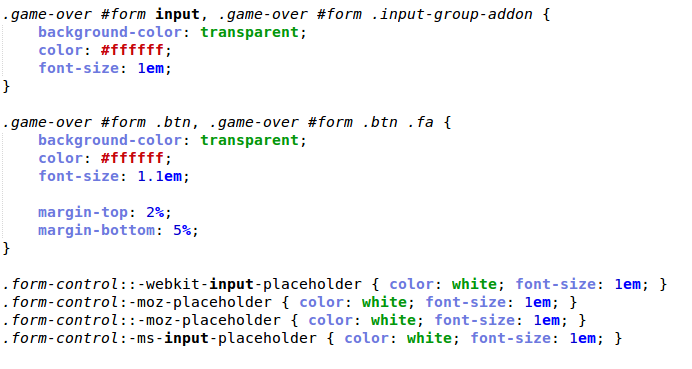 .game-over #form input, .game-over #form .input-group-addon {
    background-color: transparent;
    color: #ffffff;
    font-size: 1em;
}

.game-over #form .btn, .game-over #form .btn .fa {
    background-color: transparent;
    color: #ffffff;
    font-size: 1.1em;

    margin-top: 2%;
    margin-bottom: 5%;
}

.form-control::-webkit-input-placeholder { color: white; font-size: 1em; }
.form-control:-moz-placeholder { color: white; font-size: 1em; }
.form-control::-moz-placeholder { color: white; font-size: 1em; }
.form-control:-ms-input-placeholder { color: white; font-size: 1em; }